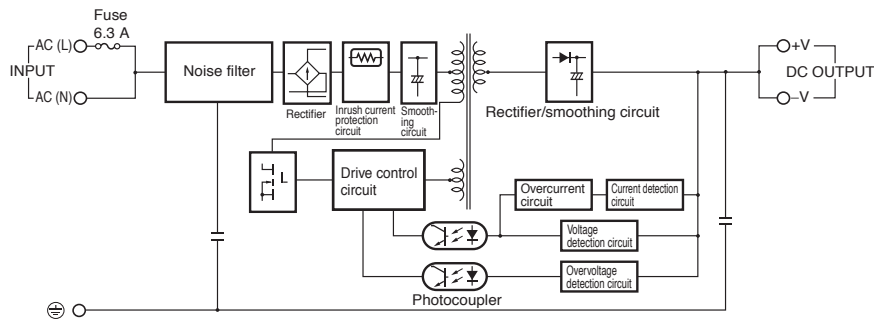 Fuse
6.3 A
AC (L)
INPUT
AC (N)
Noise filter
Rectifier
Inrush current
protection
circuit
Smooth-
ing
circuit
Rectifier/smoothing circuit
+V
DC OUTPUT
–V
Drive control
circuit
Overcurrent
circuit
Current detection
circuit
Voltage
detection circuit
Overvoltage
detection circuit
Photocoupler